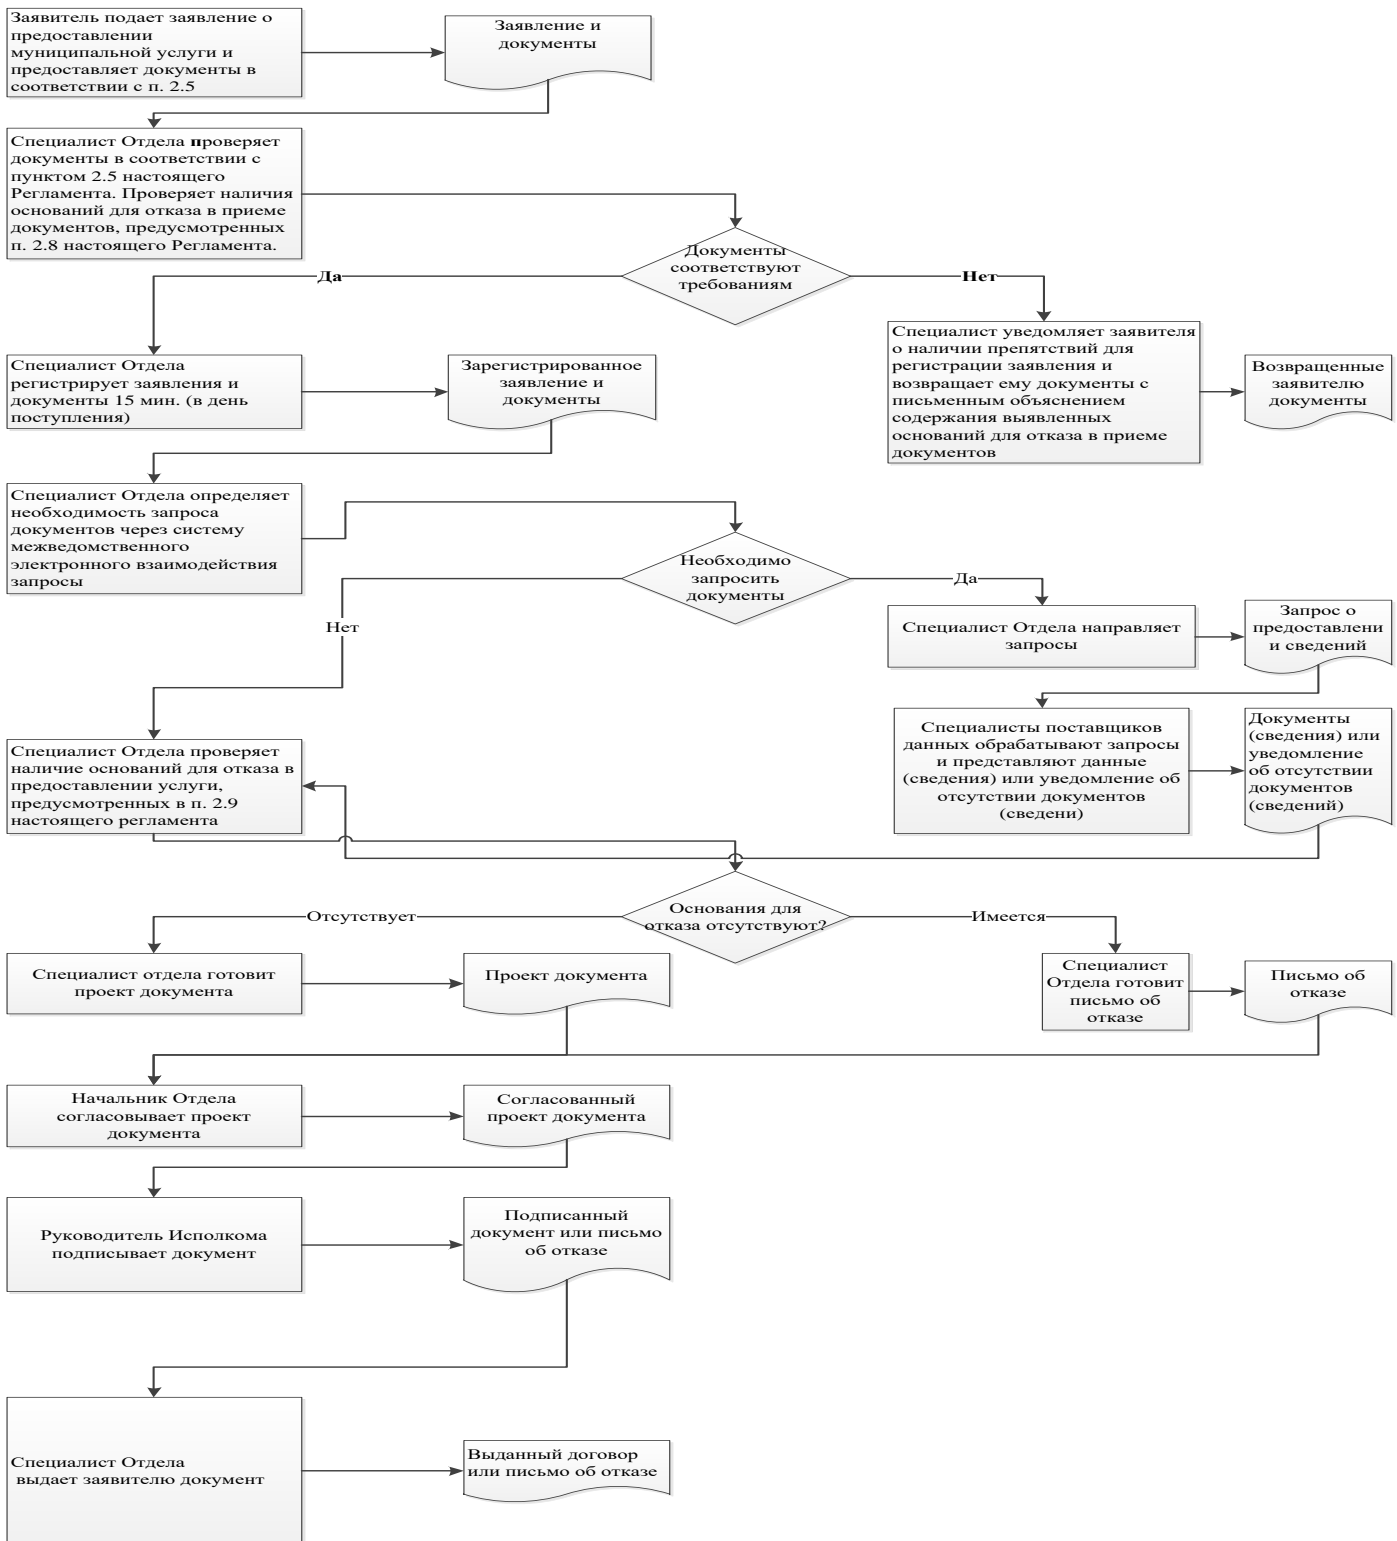 Заявитель подает заявление о
предоставлении
муниципальной услуги и
предоставляет документы в
соответствии с п. 2.5
Заявление и
документы
Специалист Отдела проверяет
документы в соответствии с
пунктом 2.5 настоящего
Регламента. Проверяет наличия
оснований для отказа в приеме
документов, предусмотренных
п. 2.8 настоящего Регламента.
Документы
соответствуют
требованиям
Да
Нет
Специалист Отдела
регистрирует заявления и
документы 15 мин. (в день
поступления)
Зарегистрированное
заявление и
документы
Специалист уведомляет заявителя
о наличии препятствий для
регистрации заявления и
возвращает ему документы с
письменным объяснением
содержания выявленных
оснований для отказа в приеме
документов
Возвращенные
заявителю
документы
Специалист Отдела определяет
необходимость запроса
документов через систему
межведомственного
электронного взаимодействия
запросы
Необходимо
запросить
документы
Да
Нет
Специалист Отдела направляет
запросы
Запрос о
предоставлени
и сведений
Специалисты поставщиков
данных обрабатывают запросы
и представляют данные
(сведения) или уведомление об
отсутствии документов
(сведени)
Документы
(сведения) или
уведомление
об отсутствии
документов
(сведений)
Специалист Отдела проверяет
наличие оснований для отказа в
предоставлении услуги,
предусмотренных в п. 2.9
настоящего регламента
Основания для
отказа отсутствуют?
Отсутствует
Имеется
Специалист отдела готовит
проект документа
Проект документа
Специалист
Отдела готовит
письмо об
отказе
Письмо об
отказе
Начальник Отдела
согласовывает проект
документа
Согласованный
проект документа
Руководитель Исполкома
подписывает документ
Подписанный
документ или письмо
об отказе
Специалист Отдела
выдает заявителю документ
Выданный договор
или письмо об отказе